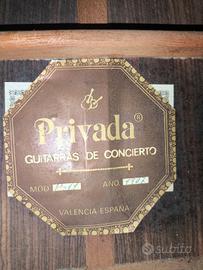 Privada®
GUITARRAS DE CONCIERTO
MOD. AÑO
VALENCIA ESPAÑA
subito